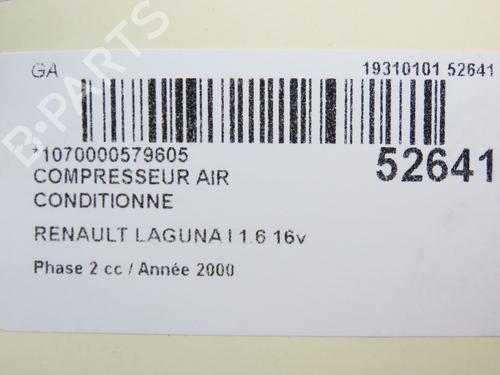 GA
19310101 52641
*1070000579605
52641
COMPRESSEUR AIR
CONDITIONNE
RENAULT LAGUNA I 1.6 16v
Phase 2 cc / Année 2000
B-PARTS